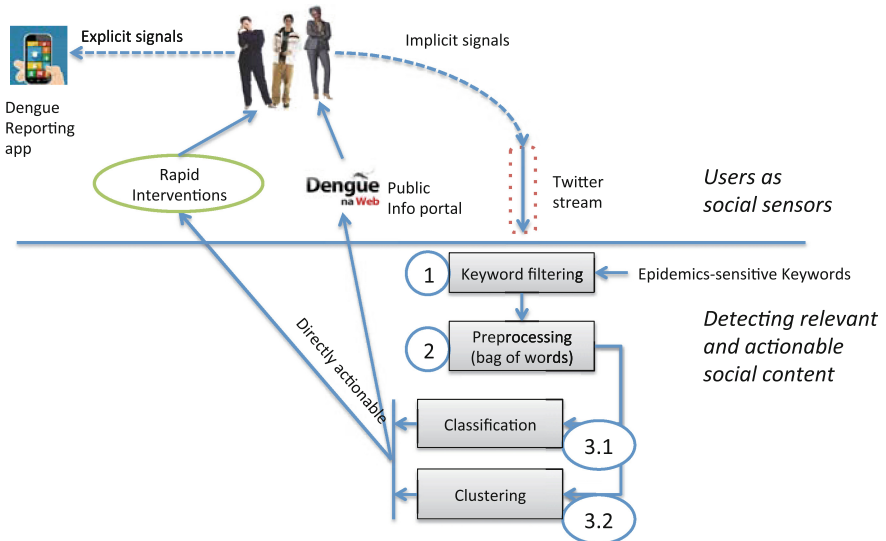 Explicit signals
Implicit signals
Dengue
Reporting
app
Rapid
Interventions
Dengue
na Web
Public
Info portal
Twitter
stream
Users as
social sensors
1
Keyword filtering
Epidemics-sensitive Keywords
2
Preprocessing
(bag of words)
Detecting relevant
and actionable
social content
Directly actionable
Classification
3.1
Clustering
3.2